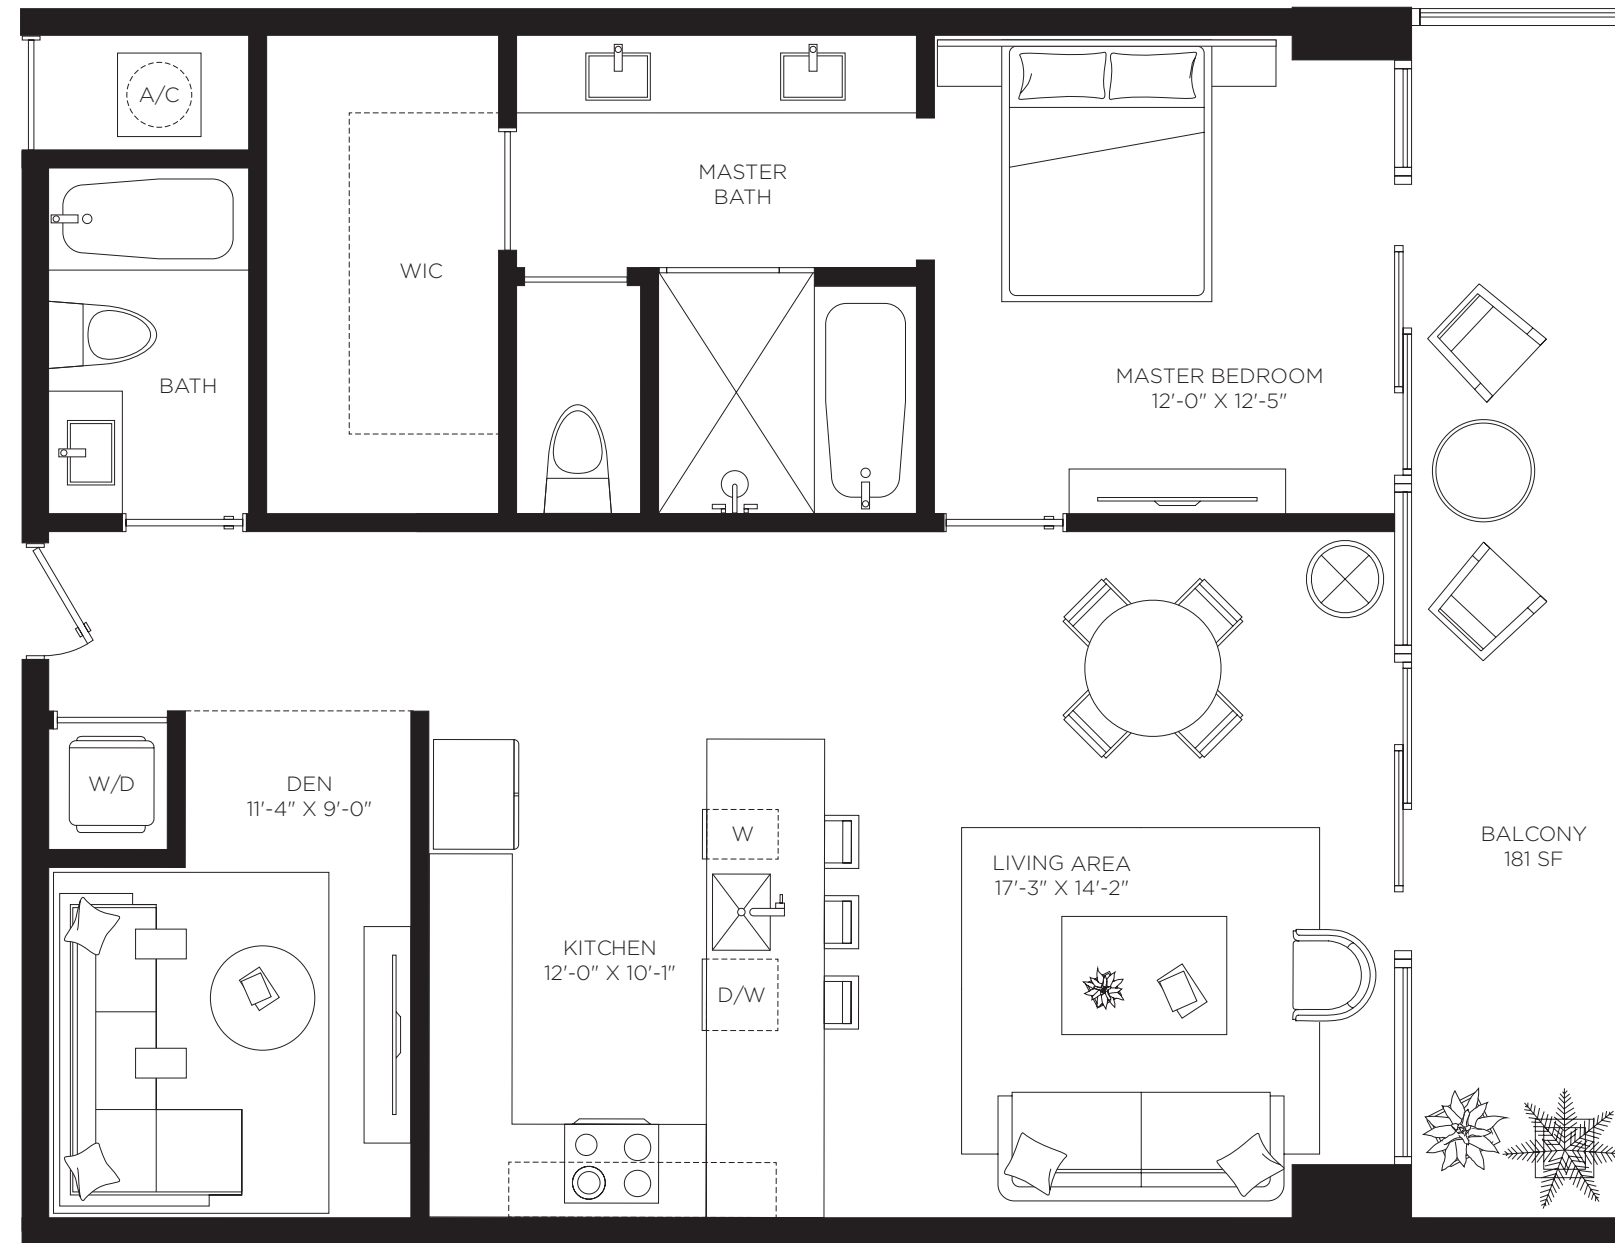 A/C
MASTER
BATH
WIC
BATH
MASTER BEDROOM
12'-0" X 12'-5"
W/D
DEN
11'-4" X 9'-0"
W
KITCHEN
12'-0" X 10'-1"
D/W
LIVING AREA
17'-3" X 14'-2"
BALCONY
181 SF